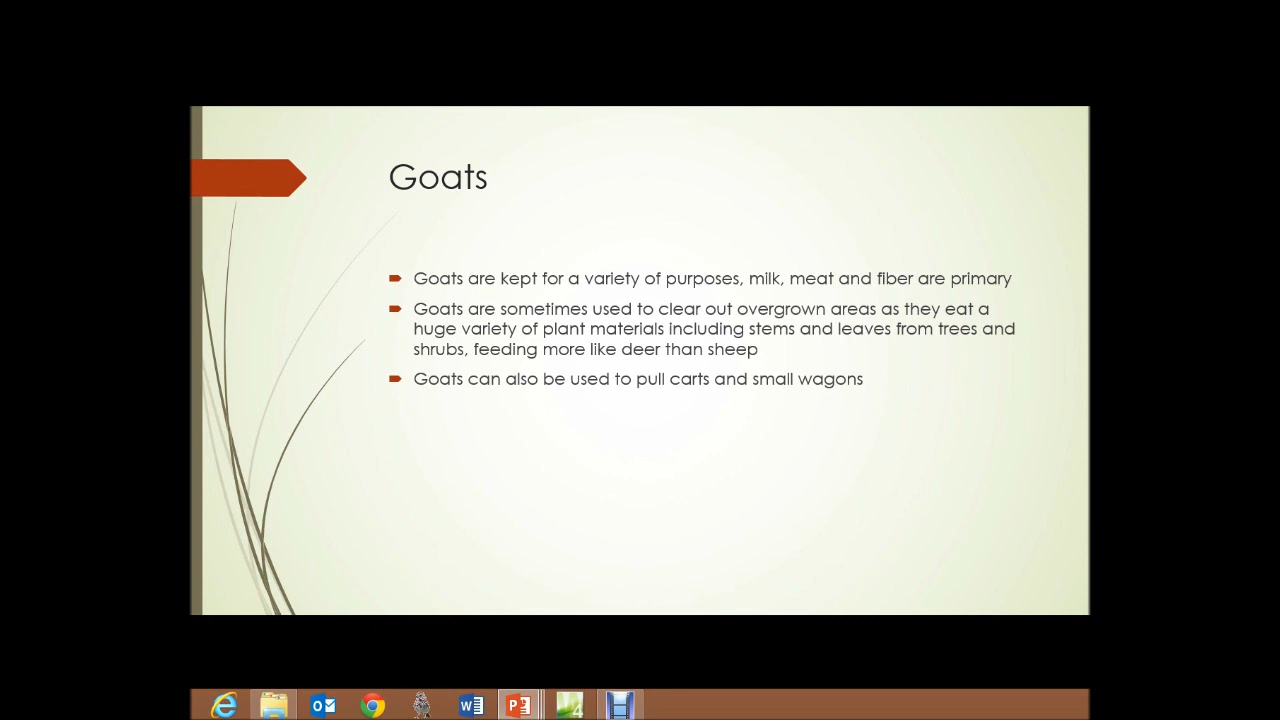 Goats
Goats are kept for a variety of purposes, milk, meat and fiber are primary
Goats are sometimes used to clear out overgrown areas as they eat a
huge variety of plant materials including stems and leaves from trees and
shrubs, feeding more like deer than sheep
Goats can also be used to pull carts and small wagons